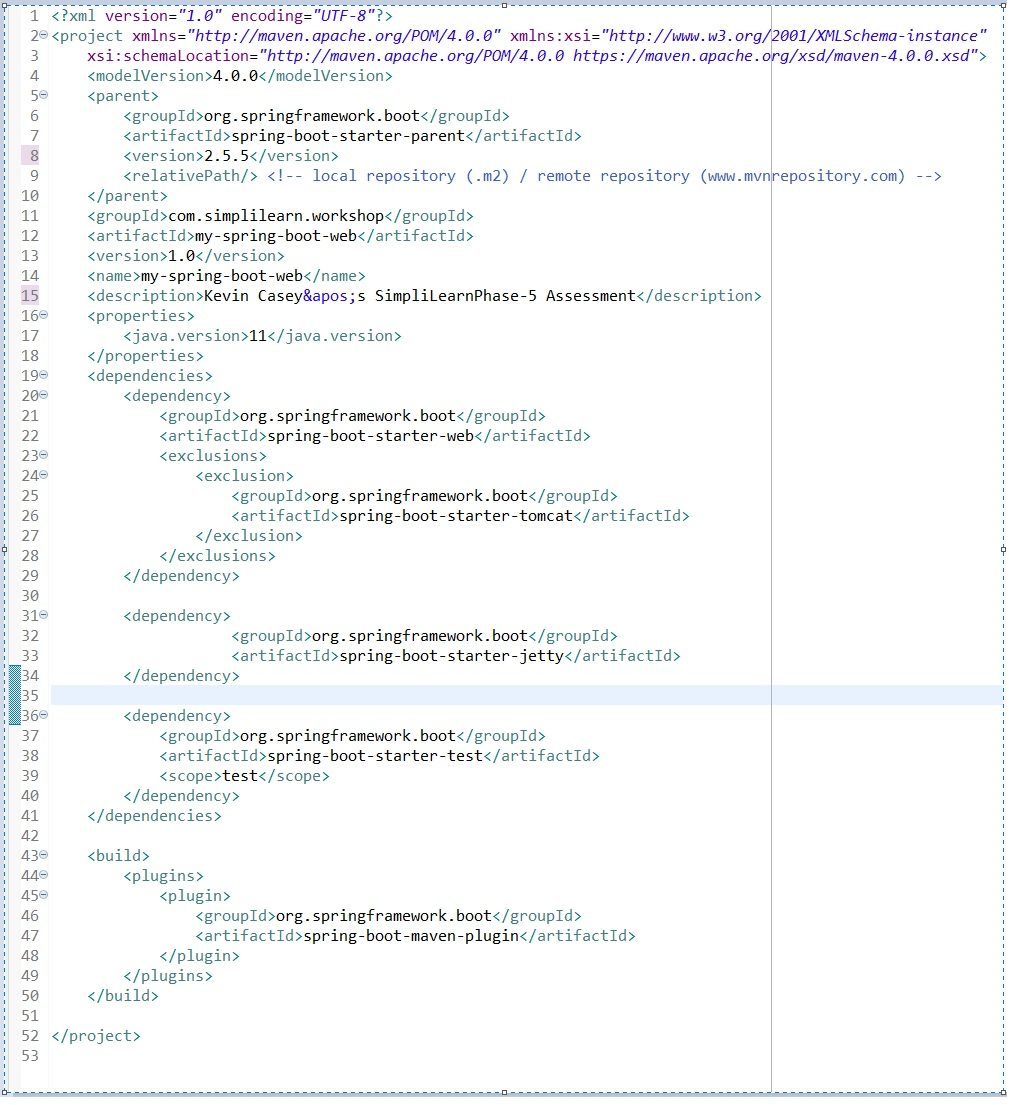 1 <?xml version="1.0" encoding="UTF-8"?>
2 <project xmlns="http://maven.apache.org/POM/4.0.0" xmlns:xsi="http://www.w3.org/2001/XMLSchema-instance"
3     xsi:schemaLocation="http://maven.apache.org/POM/4.0.0 https://maven.apache.org/xsd/maven-4.0.0.xsd">
4     <modelVersion>4.0.0</modelVersion>
5     <parent>
6         <groupId>org.springframework.boot</groupId>
7         <artifactId>spring-boot-starter-parent</artifactId>
8         <version>2.5.5</version>
9         <relativePath/> <!-- local repository (.m2) / remote repository (www.mvnrepository.com) -->
10     </parent>
11     <groupId>com.simplilearn.workshop</groupId>
12     <artifactId>my-spring-boot-web</artifactId>
13     <version>1.0</version>
14     <name>my-spring-boot-web</name>
15     <description>Kevin Casey&apos;s SimpliLearnPhase-5 Assessment</description>
16     <properties>
17         <java.version>11</java.version>
18     </properties>
19     <dependencies>
20         <dependency>
21             <groupId>org.springframework.boot</groupId>
22             <artifactId>spring-boot-starter-web</artifactId>
23             <exclusions>
24                 <exclusion>
25                     <groupId>org.springframework.boot</groupId>
26                     <artifactId>spring-boot-starter-tomcat</artifactId>
27                 </exclusion>
28             </exclusions>
29         </dependency>
30
31         <dependency>
32                     <groupId>org.springframework.boot</groupId>
33                     <artifactId>spring-boot-starter-jetty</artifactId>
34         </dependency>
35
36         <dependency>
37             <groupId>org.springframework.boot</groupId>
38             <artifactId>spring-boot-starter-test</artifactId>
39             <scope>test</scope>
40         </dependency>
41     </dependencies>
42
43     <build>
44         <plugins>
45             <plugin>
46                 <groupId>org.springframework.boot</groupId>
47                 <artifactId>spring-boot-maven-plugin</artifactId>
48             </plugin>
49         </plugins>
50     </build>
51
52 </project>
53